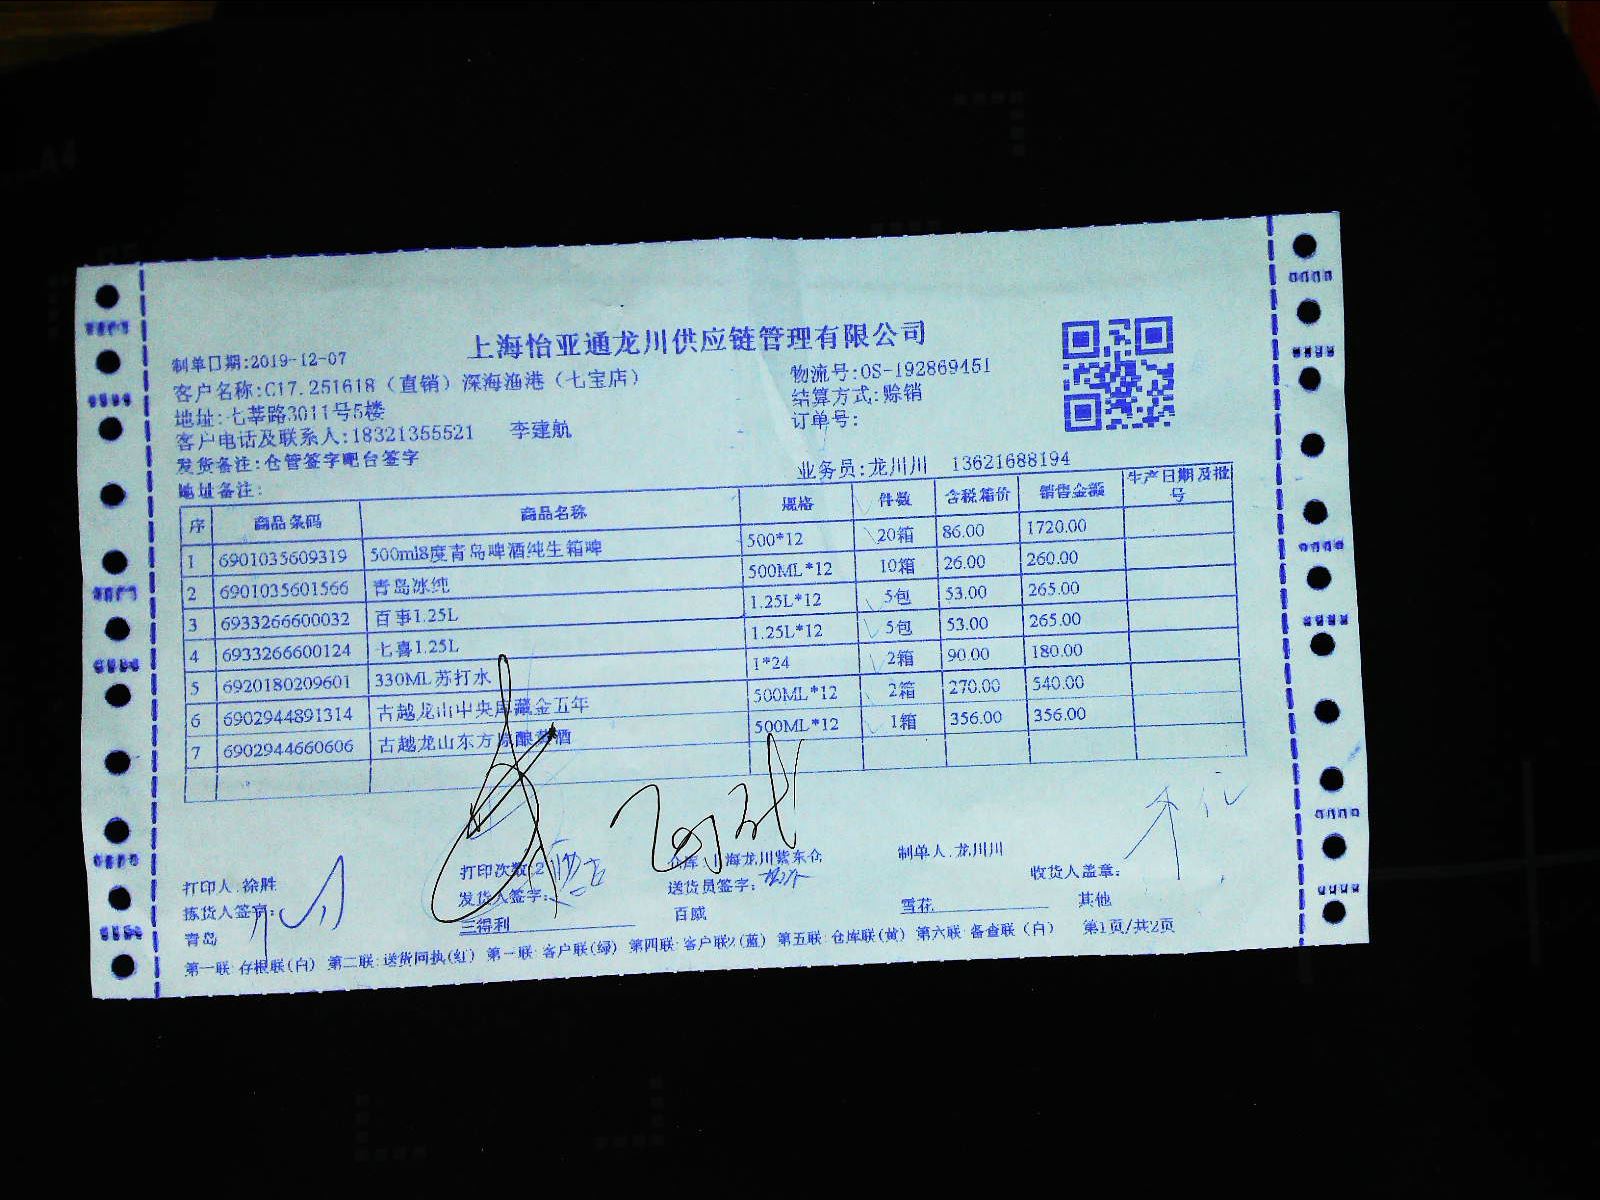 上海怡亚通龙川供应链管理有限公司
制单日期:2019-12-07
客户名称:C17.251618（直销）深海渔港（七宝店） 物流号:OS-192869451
地址:七莘路3011号5楼 结算方式:赊销
客户电话及联系人:18321355521 李建航 订单号:
发货备注:仓管签字吧台签字
地址备注: 业务员:龙川川 13621688194
序 商品条码 商品名称 规格 件数 含税箱价 销售金额 生产日期及批号
1 6901035609319 500ml8度青岛啤酒纯生箱啤 500*12 20箱 86.00 1720.00
2 6901035601566 青岛冰纯 500ML*12 10箱 26.00 260.00
3 6933266600032 百事1.25L 1.25L*12 5包 53.00 265.00
4 6933266600124 七喜1.25L 1.25L*12 5包 53.00 265.00
5 6920180209601 330ML苏打水 1*24 2箱 90.00 180.00
6 6902944891314 古越龙山中央库藏金五年 500ML*12 2箱 270.00 540.00
7 6902944660606 古越龙山东方原酿 酒 500ML*12 1箱 356.00 356.00
打印人:徐胜 打印次数:2 仓库:上海龙川紫东仓 制单人:龙川川
拣货人签字: 发货人签字: 送货员签字: 收货人盖章:
青岛 三得利 百威 雪花 其他
第一联:存根联(白) 第二联:送货回执(红) 第一联:客户联(绿) 第四联:客户联2(蓝) 第五联:仓库联(黄) 第六联:备查联(白) 第1页/共2页